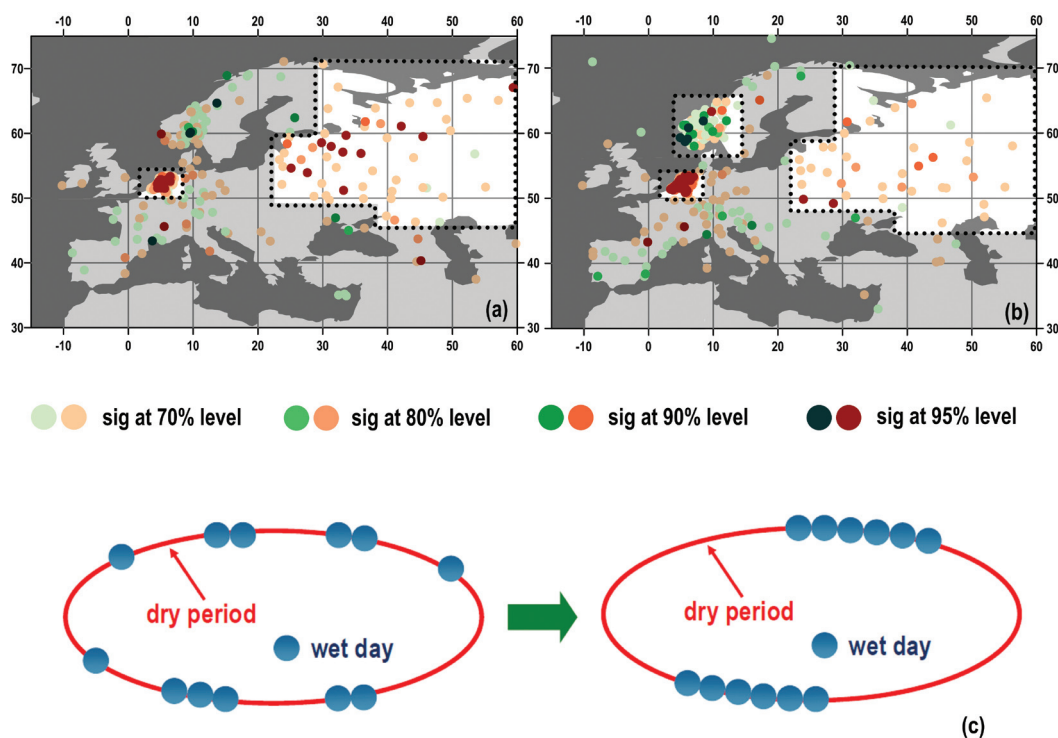 -10 0 10 20 30 40 50 60
-10 0 10 20 30 40 50 60
70
60
50
40
30
70
60
50
40
30
(a)
(b)
-10 0 10 20 30 40 50 60
-10 0 10 20 30 40 50 60
sig at 70% level
sig at 80% level
sig at 90% level
sig at 95% level
dry period
wet day
dry period
wet day
(c)